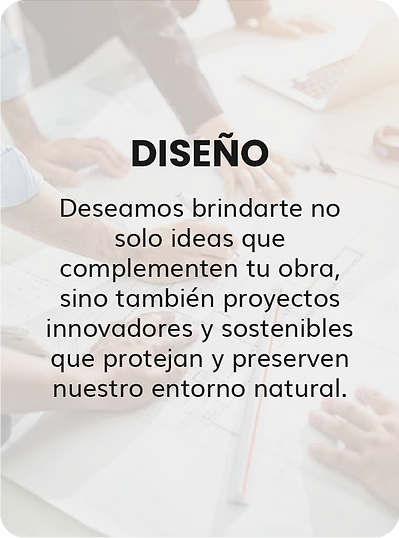 DISEÑO
Deseamos brindarte no
solo ideas que
complementen tu obra,
sino también proyectos
innovadores y sostenibles
que protejan y preserven
nuestro entorno natural.